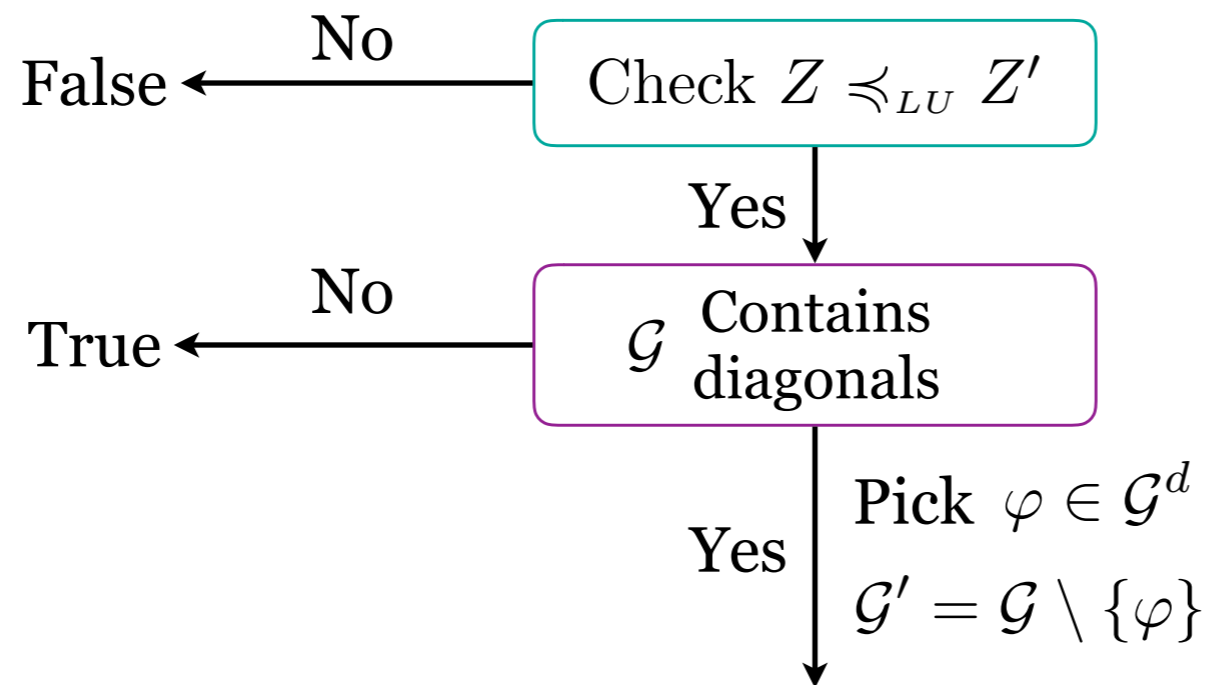 No
False
Check Z ≼_{LU} Z′
Yes
No
True
𝒢 Contains
diagonals
Pick φ ∈ 𝒢^d
Yes
𝒢′ = 𝒢 \ {φ}